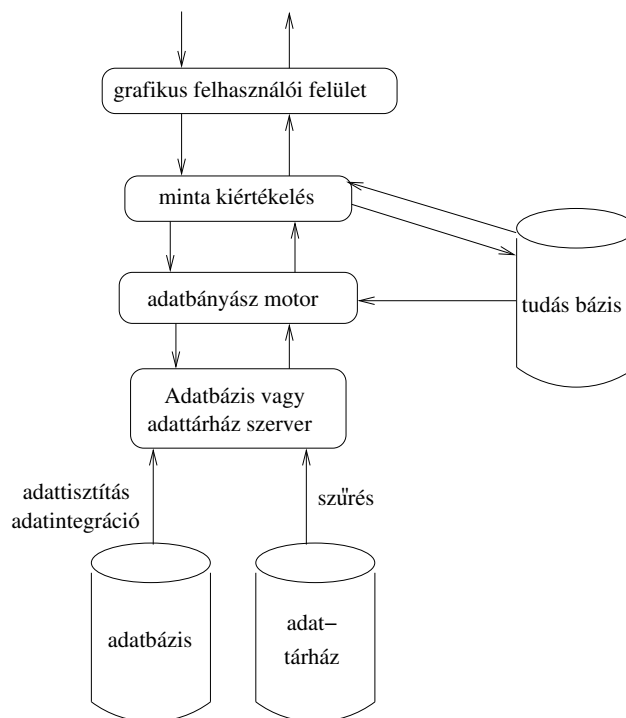 grafikus felhasználói felület
minta kiértékelés
adatbányász motor
tudás bázis
Adatbázis vagy
adattárház szerver
adattisztítás
adatintegráció
szűrés
adatbázis
adat−
tárház